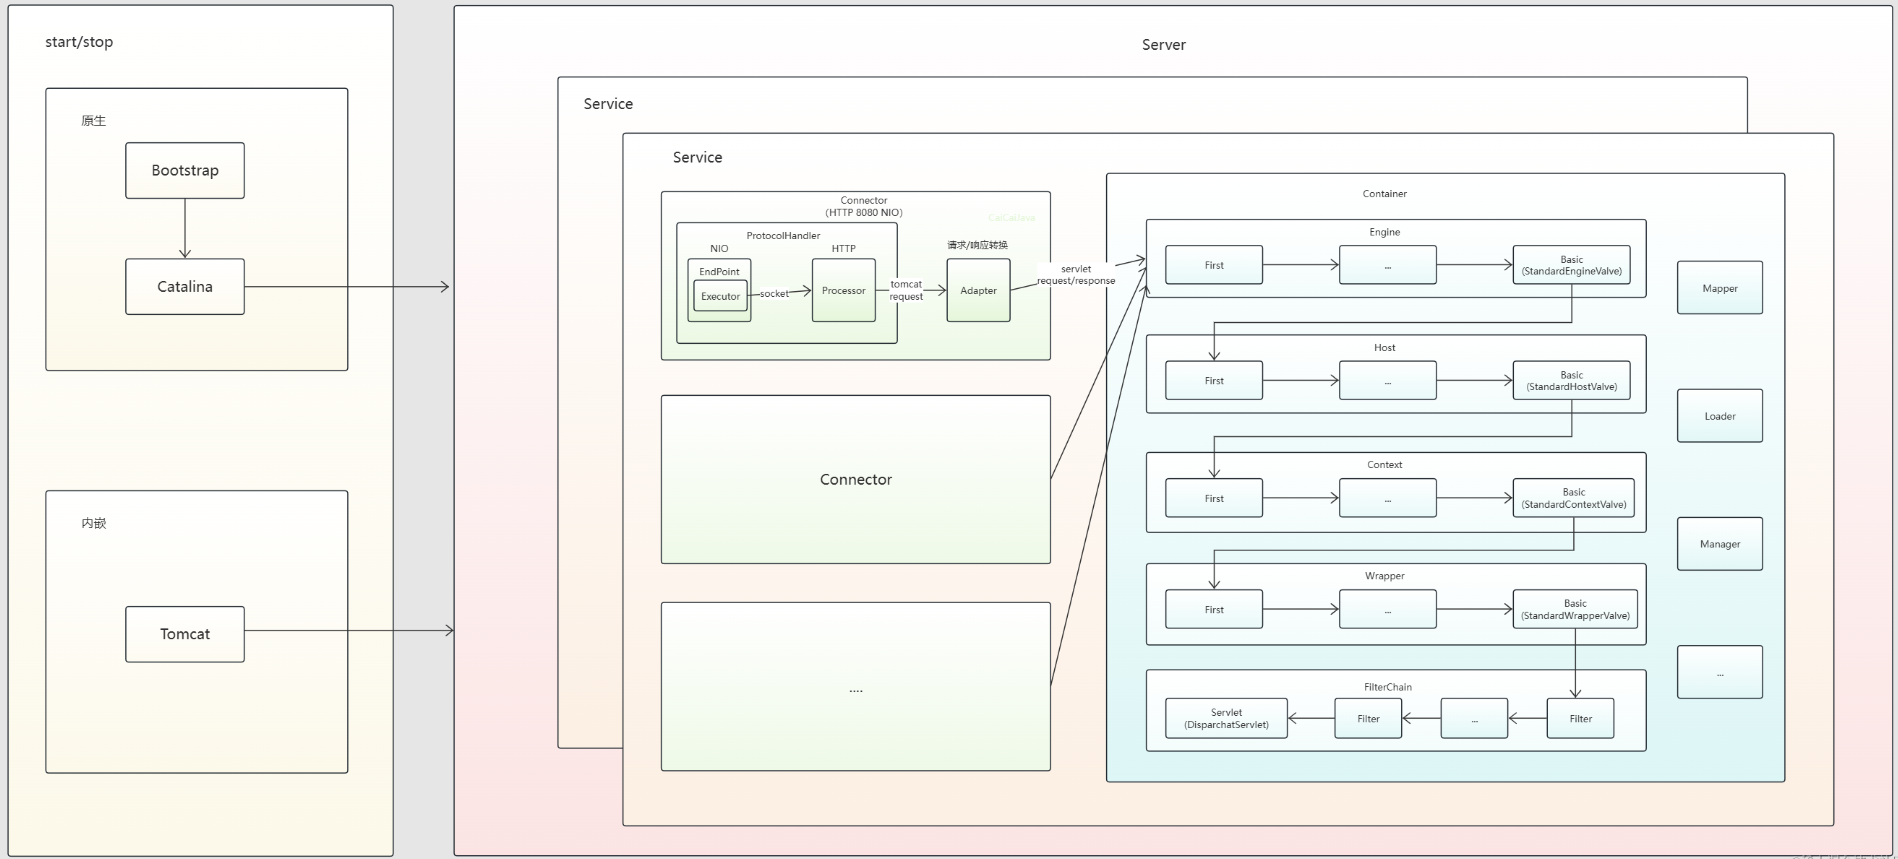 start/stop
原生
Bootstrap
Catalina
内嵌
Tomcat
Server
Service
Service
Connector
(HTTP 8080 NIO)
CaiCaiJava
ProtocolHandler
NIO
HTTP
请求/响应转换
EndPoint
Executor
socket
Processor
tomcat
request
Adapter
servlet
request/response
Connector
....
Container
Engine
First
...
Basic
(StandardEngineValve)
Host
First
...
Basic
(StandardHostValve)
Context
First
...
Basic
(StandardContextValve)
Wrapper
First
...
Basic
(StandardWrapperValve)
FilterChain
Servlet
(DisparchatServlet)
Filter
...
Filter
Mapper
Loader
Manager
...